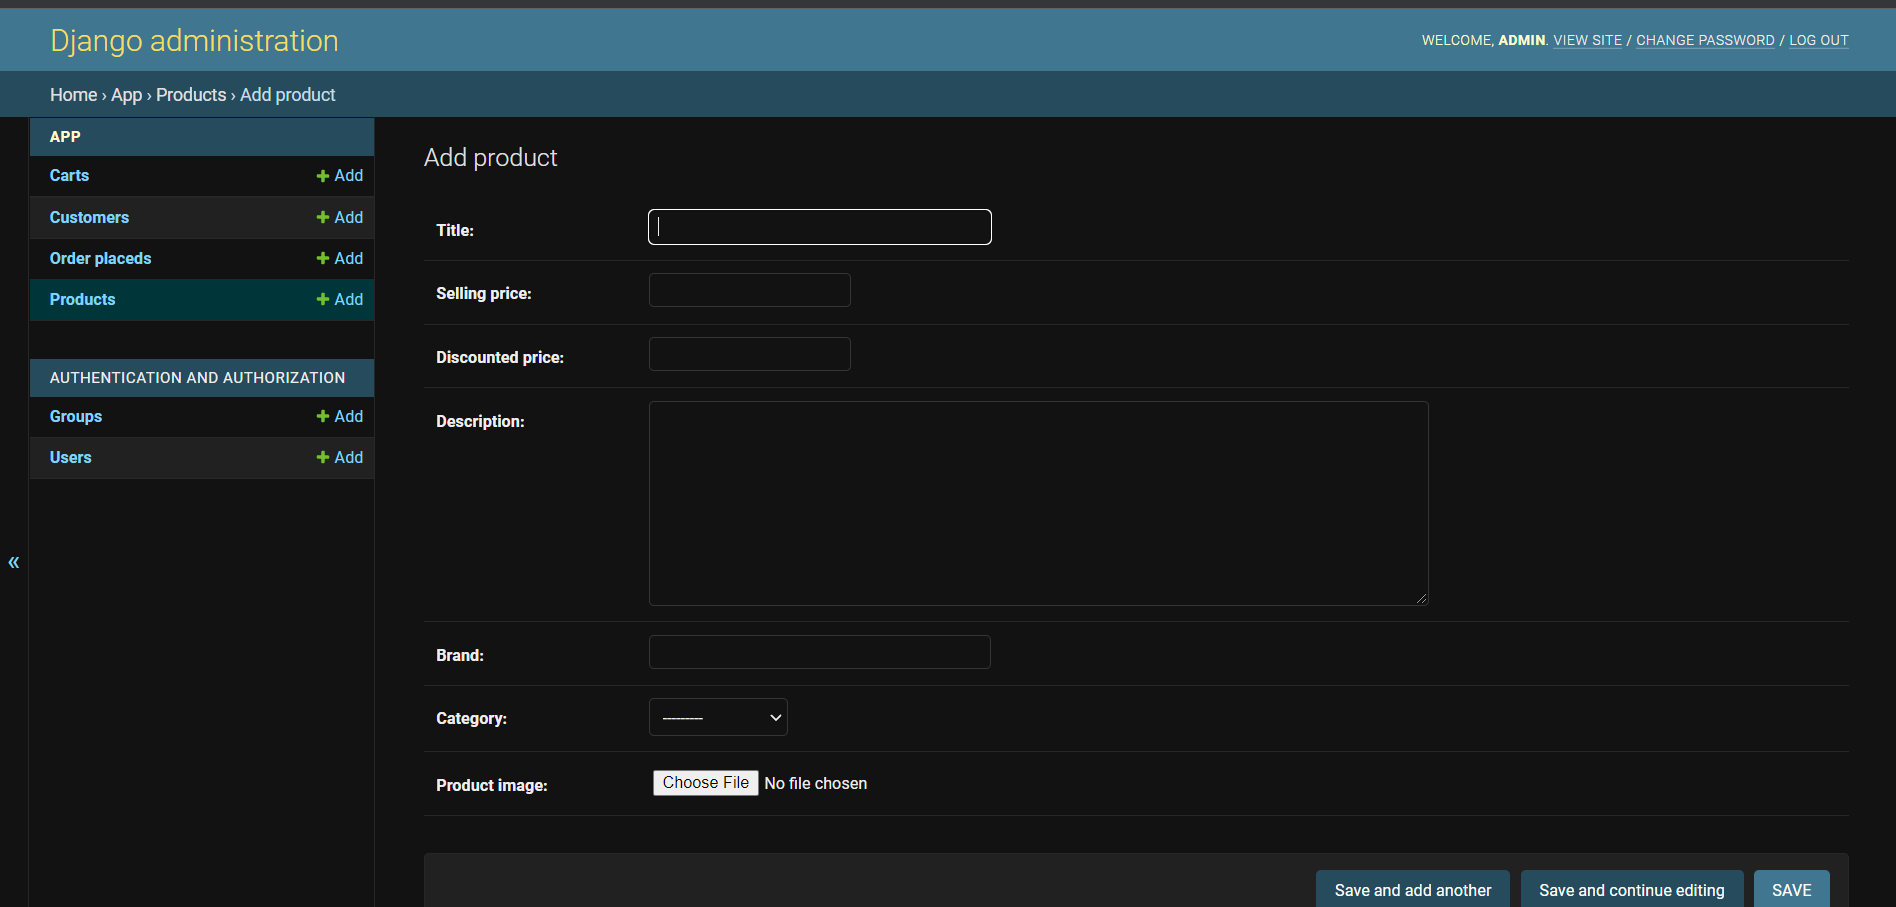 Django administration
WELCOME, ADMIN. VIEW SITE / CHANGE PASSWORD / LOG OUT
Home › App › Products › Add product
APP
Carts + Add
Customers + Add
Order placeds + Add
Products + Add
AUTHENTICATION AND AUTHORIZATION
Groups + Add
Users + Add
«
Add product
Title:
Selling price:
Discounted price:
Description:
Brand:
Category: ---------
Product image: Choose File No file chosen
Save and add another Save and continue editing SAVE